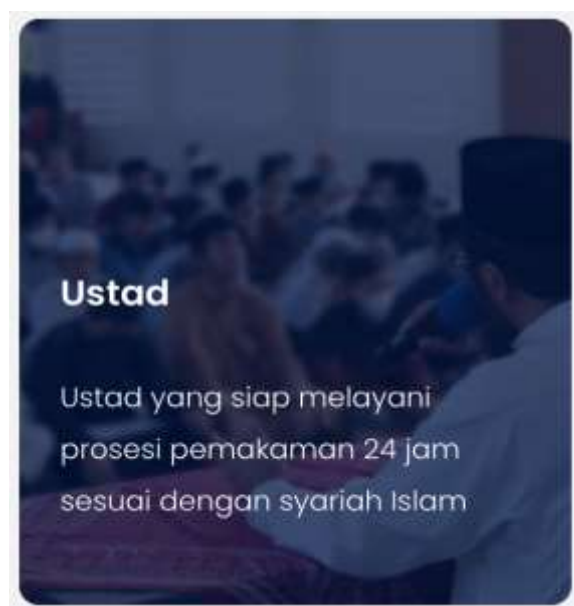 Ustad
Ustad yang siap melayani
prosesi pemakaman 24 jam
sesuai dengan syariah Islam